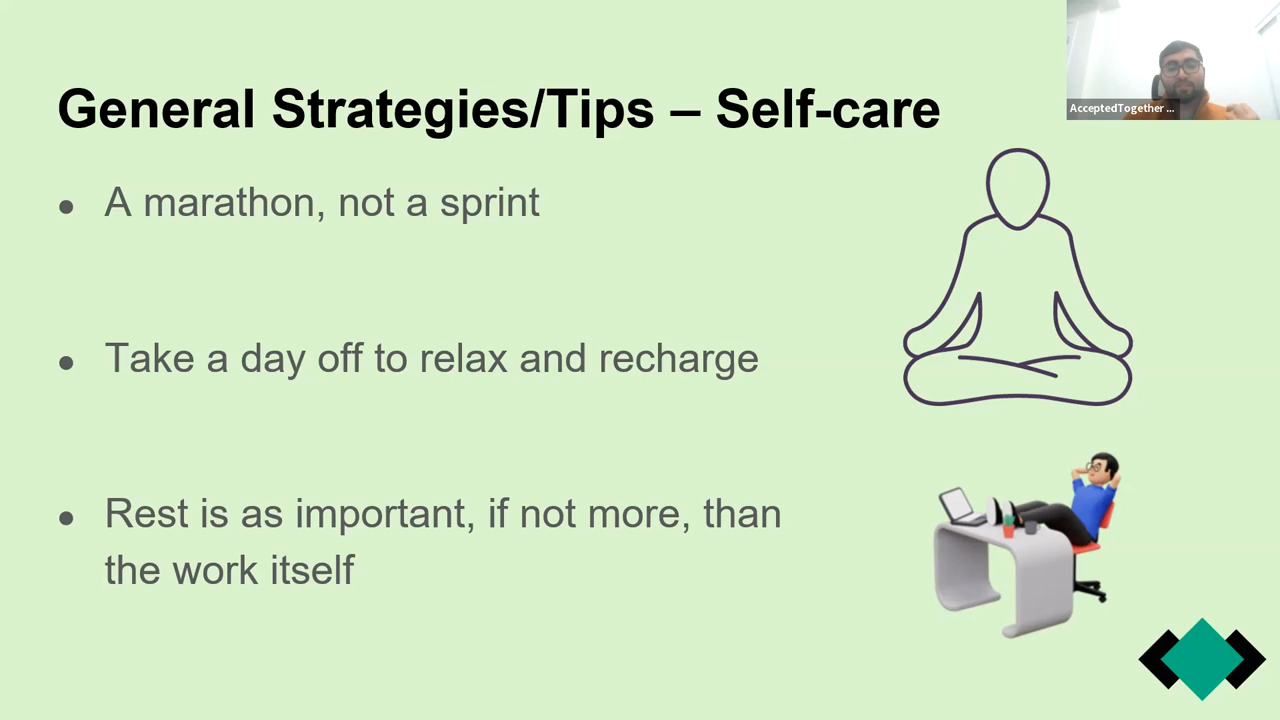 General Strategies/Tips – Self-care
AcceptedTogether ...
● A marathon, not a sprint
● Take a day off to relax and recharge
● Rest is as important, if not more, than
the work itself